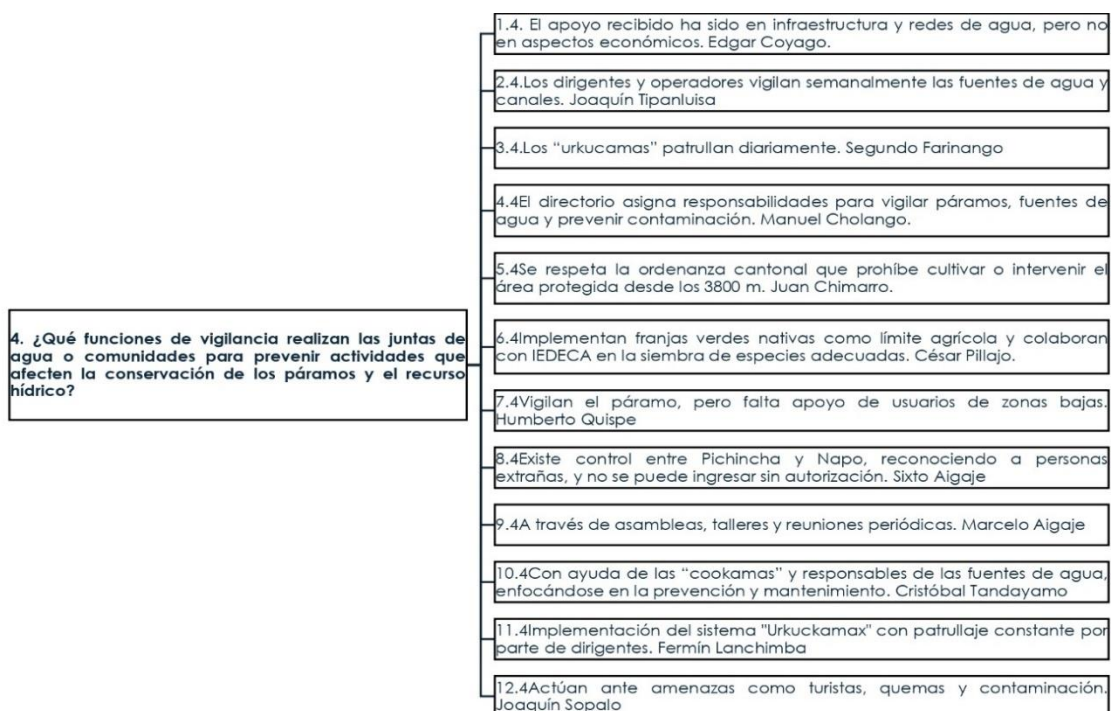 4. ¿Qué funciones de vigilancia realizan las juntas de
agua o comunidades para prevenir actividades que
afecten la conservación de los páramos y el recurso
hídrico?
1.4. El apoyo recibido ha sido en infraestructura y redes de agua, pero no
en aspectos económicos. Edgar Coyago.
2.4.Los dirigentes y operadores vigilan semanalmente las fuentes de agua y
canales. Joaquín Tipanluisa
3.4.Los “urkucamas” patrullan diariamente. Segundo Farinango
4.4El directorio asigna responsabilidades para vigilar páramos, fuentes de
agua y prevenir contaminación. Manuel Cholango.
5.4Se respeta la ordenanza cantonal que prohíbe cultivar o intervenir el
área protegida desde los 3800 m. Juan Chimarro.
6.4Implementan franjas verdes nativas como límite agrícola y colaboran
con IEDECA en la siembra de especies adecuadas. César Pillajo.
7.4Vigilan el páramo, pero falta apoyo de usuarios de zonas bajas.
Humberto Quispe
8.4Existe control entre Pichincha y Napo, reconociendo a personas
extrañas, y no se puede ingresar sin autorización. Sixto Aigaje
9.4A través de asambleas, talleres y reuniones periódicas. Marcelo Aigaje
10.4Con ayuda de las “cookamas” y responsables de las fuentes de agua,
enfocándose en la prevención y mantenimiento. Cristóbal Tandayamo
11.4Implementación del sistema "Urkuckamax" con patrullaje constante por
parte de dirigentes. Fermín Lanchimba
12.4Actúan ante amenazas como turistas, quemas y contaminación.
Joaquín Sopalo